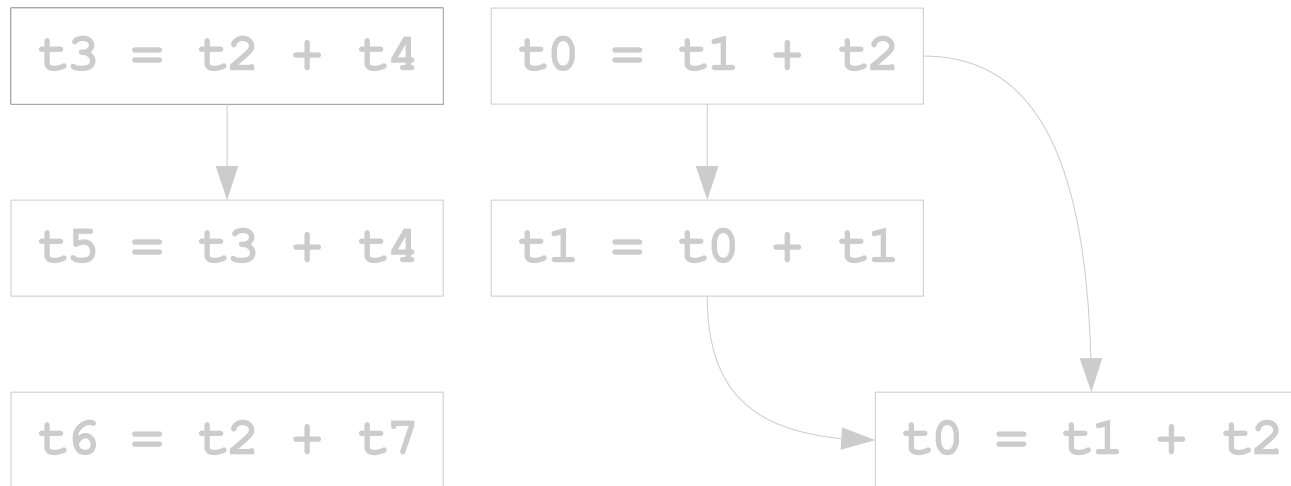 t3 = t2 + t4
t0 = t1 + t2
t5 = t3 + t4
t1 = t0 + t1
t6 = t2 + t7
t0 = t1 + t2